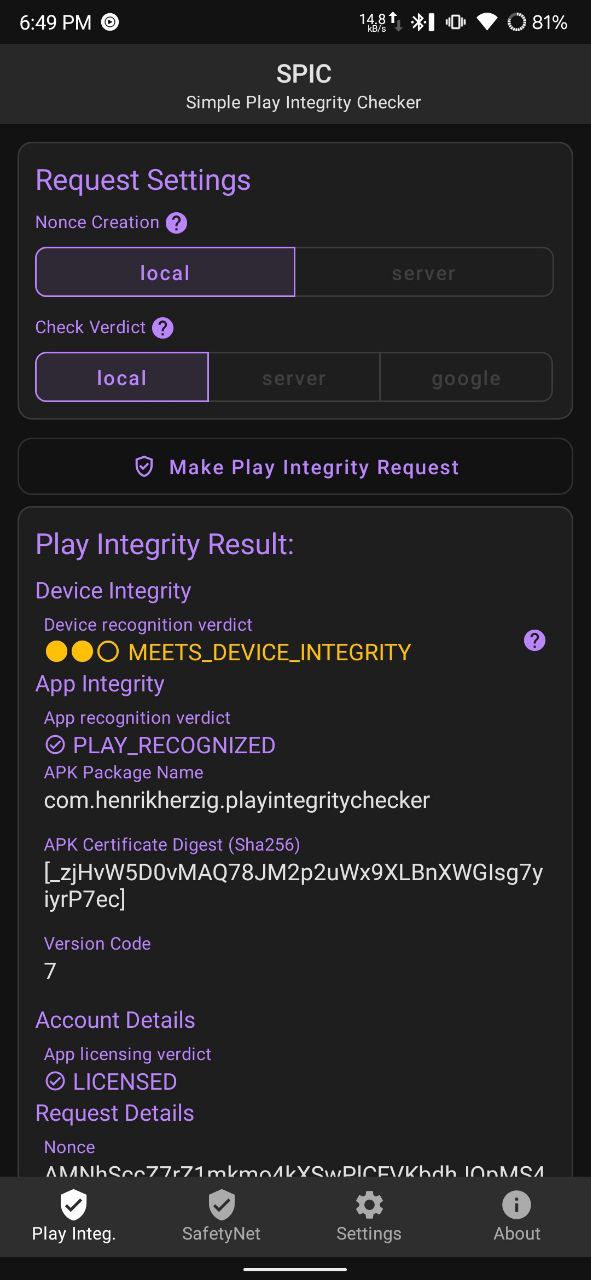 6:49 PM
14.8
kB/s
81%
SPIC
Simple Play Integrity Checker
Request Settings
Nonce Creation ?
local
server
Check Verdict ?
local
server
google
Make Play Integrity Request
Play Integrity Result:
Device Integrity
Device recognition verdict
MEETS_DEVICE_INTEGRITY
?
App Integrity
App recognition verdict
PLAY_RECOGNIZED
APK Package Name
com.henrikherzig.playintegritychecker
APK Certificate Digest (Sha256)
[_zjHvW5D0vMAQ78JM2p2uWx9XLBnXWGIsg7y
iyrP7ec]
Version Code
7
Account Details
App licensing verdict
LICENSED
Request Details
Nonce
Play Integ.
SafetyNet
Settings
About